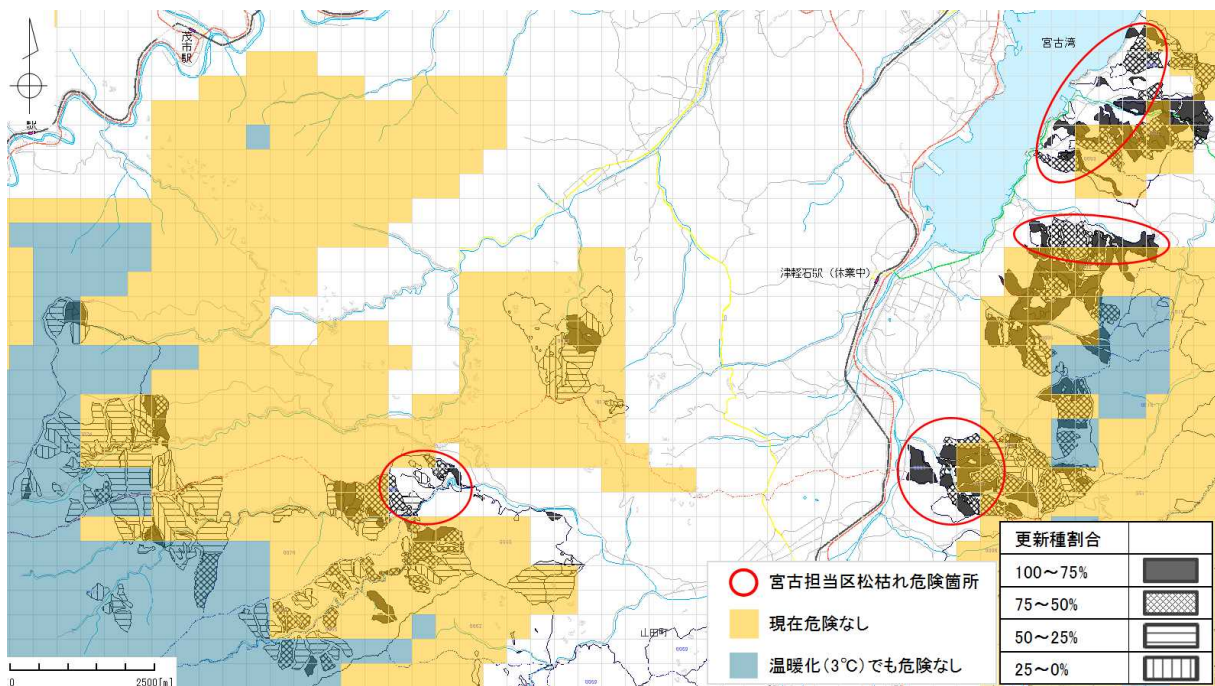 茂市駅
宮古湾
津軽石駅（休業中）
山田町
0 2500[m]
宮古担当区松枯れ危険箇所
現在危険なし
温暖化(3℃)でも危険なし
更新種割合
100～75%
75～50%
50～25%
25～0%